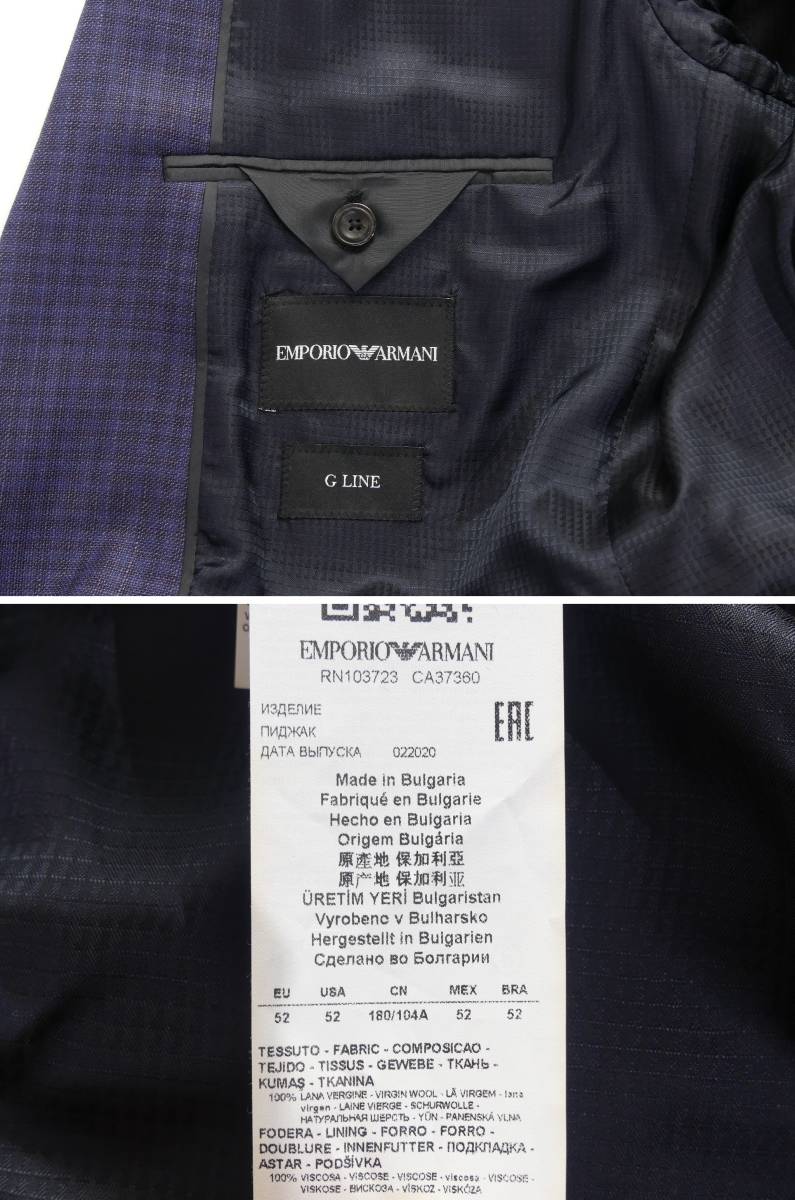 EMPORIO ARMANI
G LINE
EMPORIO ARMANI
RN103723 CA37360
ИЗДЕЛИЕ
ПИДЖАК
ДАТА ВЫПУСКА 022020
EAC
Made in Bulgaria
Fabriqué en Bulgarie
Hecho en Bulgaria
Origem Bulgária
原產地 保加利亞
原产地 保加利亚
ÜRETİM YERİ Bulgaristan
Vyrobeno v Bulharsko
Hergestellt in Bulgarien
Сделано во Болгарии
EU USA CN MEX BRA
52 52 180/104A 52 52
TESSUTO - FABRIC - COMPOSICAO -
TEJIDO - TISSUS - GEWEBE - ТКАНЬ -
KUMAŞ - TKANINA
100% LANA VERGINE - VIRGIN WOOL - LÃ VIRGEM - lana
virgen - LAINE VIERGE - SCHURWOLLE -
НАТУРАЛЬНАЯ ШЕРСТЬ - YÜN - PANENSKÁ VLNA
FODERA - LINING - FORRO - FORRO -
DOUBLURE - INNENFUTTER - ПОДКЛАДКА -
ASTAR - PODŠÍVKA
100% VISCOSA - VISCOSE - VISCOSE - viscosa - VISCOSE -
VISKOSE - ВИСКОЗА - VİSKOZ - VISKÓZA